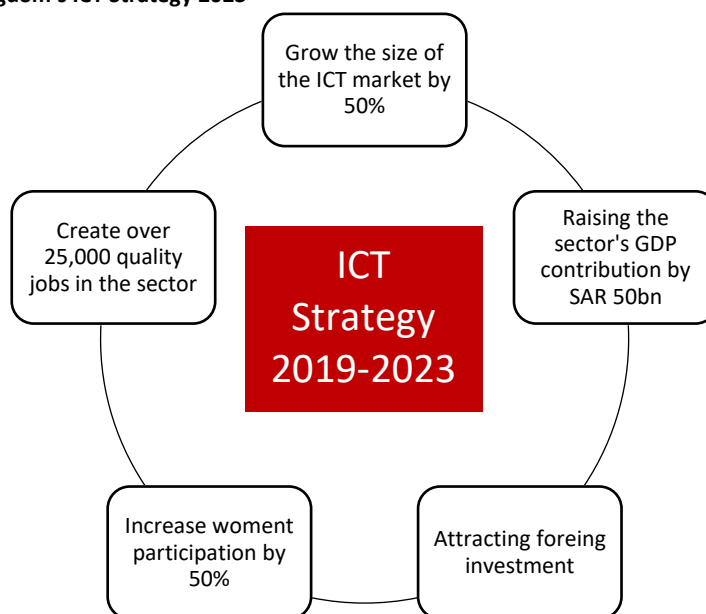 Grow the size of
the ICT market by
50%
Create over
25,000 quality
jobs in the sector
ICT
Strategy
2019-2023
Raising the
sector's GDP
contribution by
SAR 50bn
Increase woment
participation by
50%
Attracting foreing
investment